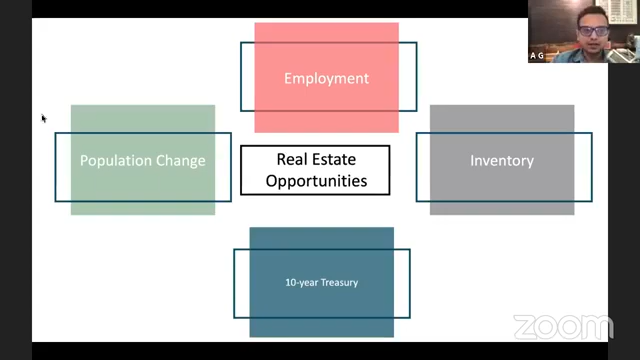 A G
Employment
Population Change
Real Estate
Opportunities
Inventory
10-year Treasury
zoom